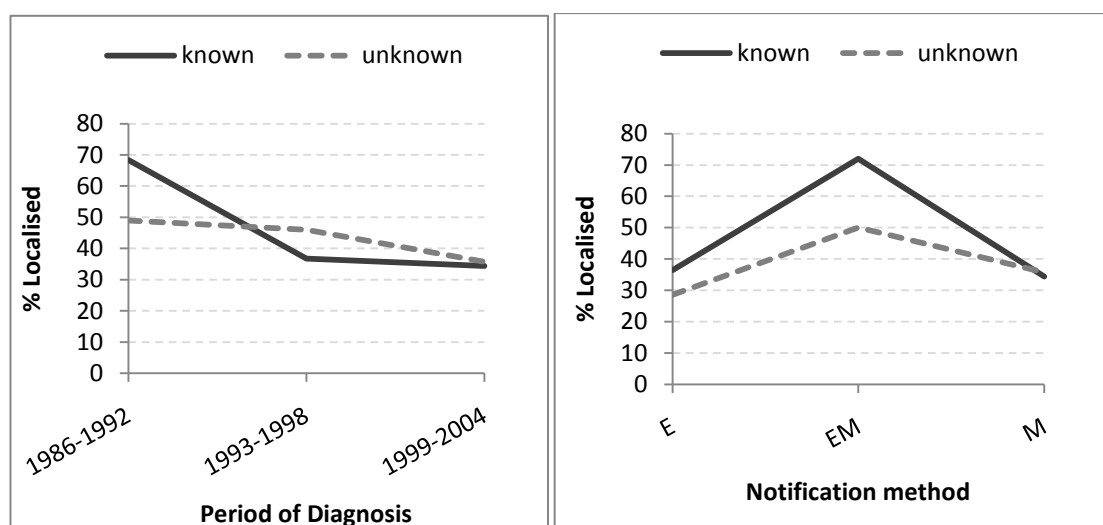 known unknown
80
70
60
50
40
30
20
10
0
% Localised
1986-1992
1993-1998
1999-2004
Period of Diagnosis
known unknown
80
70
60
50
40
30
20
10
0
% Localised
E
EM
M
Notification method